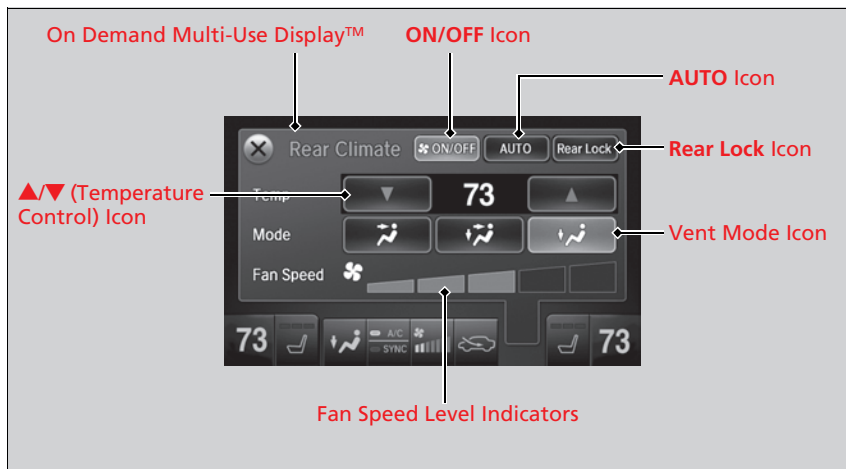 On Demand Multi-Use Display™
ON/OFF Icon
AUTO Icon
Rear Climate
ON/OFF
AUTO
Rear Lock
Rear Lock Icon
▲/▼ (Temperature
Control) Icon
Temp
▼
73
▲
Mode
Vent Mode Icon
Fan Speed
73
A/C
SYNC
73
Fan Speed Level Indicators